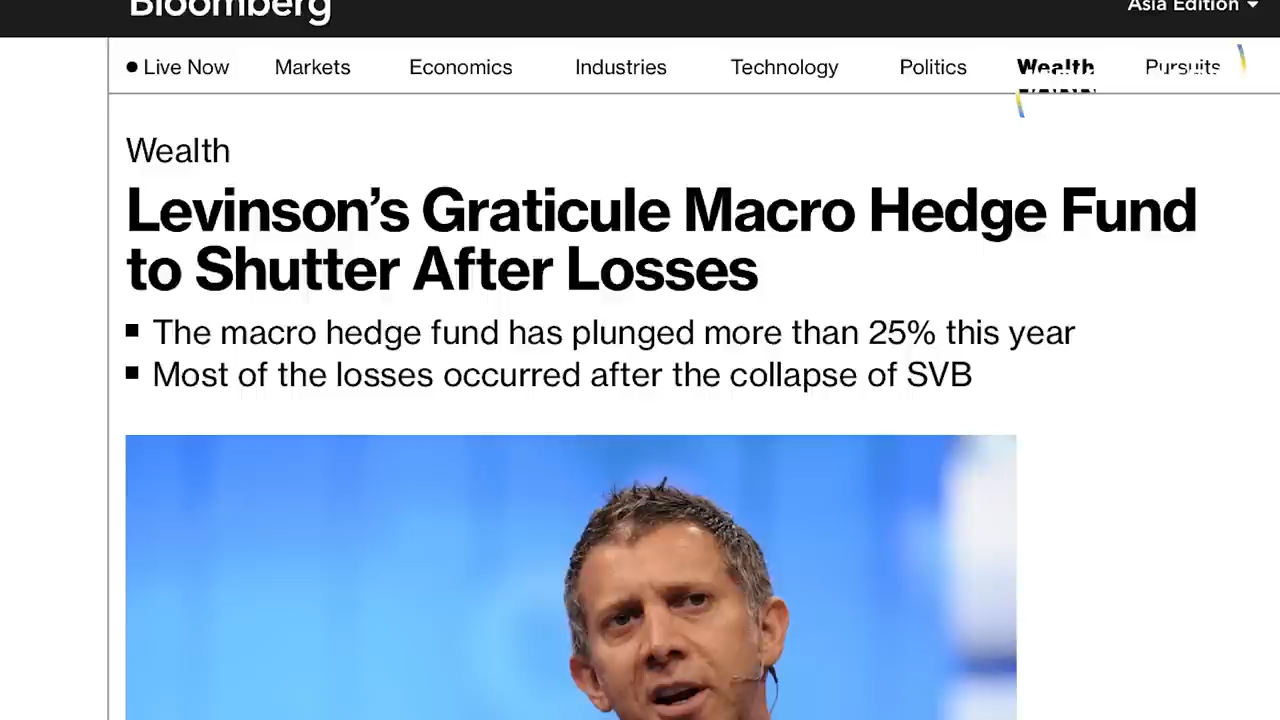 Bloomberg
Asia Edition
Live Now Markets Economics Industries Technology Politics Wealth Pursuits
Wealth
Levinson’s Graticule Macro Hedge Fund
to Shutter After Losses
The macro hedge fund has plunged more than 25% this year
Most of the losses occurred after the collapse of SVB